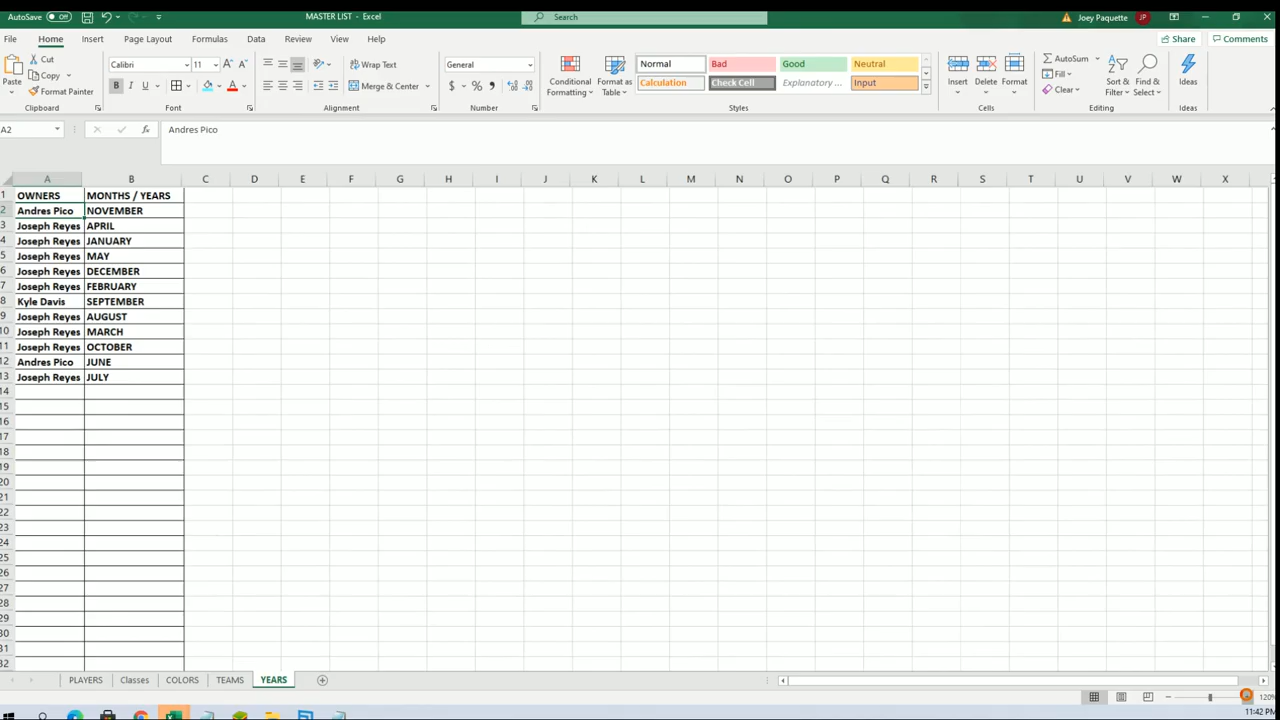 AutoSave Off MASTER LIST - Excel Search Joey Paquette JP
File Home Insert Page Layout Formulas Data Review View Help Share Comments
Paste Cut Copy Format Painter Clipboard
Calibri 11 A A B I U A Font
Wrap Text Merge & Center Alignment
General $ % , Number
Conditional Formatting Format as Table
Normal Bad Good Neutral
Calculation Check Cell Explanatory ... Input
Styles
Insert Delete Format Cells
AutoSum Fill Clear Sort & Filter Find & Select Editing
Ideas Ideas
A2 fx Andres Pico
A B C D E F G H I J K L M N O P Q R S T U V W X
1 OWNERS MONTHS / YEARS
2 Andres Pico NOVEMBER
3 Joseph Reyes APRIL
4 Joseph Reyes JANUARY
5 Joseph Reyes MAY
6 Joseph Reyes DECEMBER
7 Joseph Reyes FEBRUARY
8 Kyle Davis SEPTEMBER
9 Joseph Reyes AUGUST
10 Joseph Reyes MARCH
11 Joseph Reyes OCTOBER
12 Andres Pico JUNE
13 Joseph Reyes JULY
14
15
16
17
18
19
20
21
22
23
24
25
26
27
28
29
30
31
32
PLAYERS Classes COLORS TEAMS YEARS
120%
11:42 PM